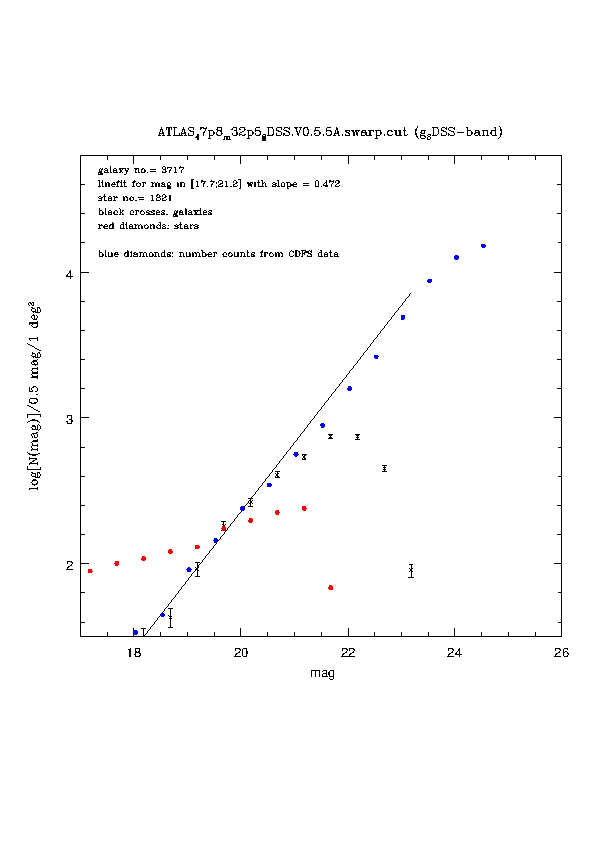 ATLAS₄7p8ₘ32p5gDSS.V0.5.5A.swarp.cut (gₛDSS-band)
galaxy no.= 3717
linefit for mag in [17.7;21.2] with slope = 0.472
star no.= 1321
black crosses: galaxies
red diamonds: stars
blue diamonds: number counts from CDFS data
log[N(mag)]/0.5 mag/1 deg²
4
3
2
18 20 22 24 26
mag